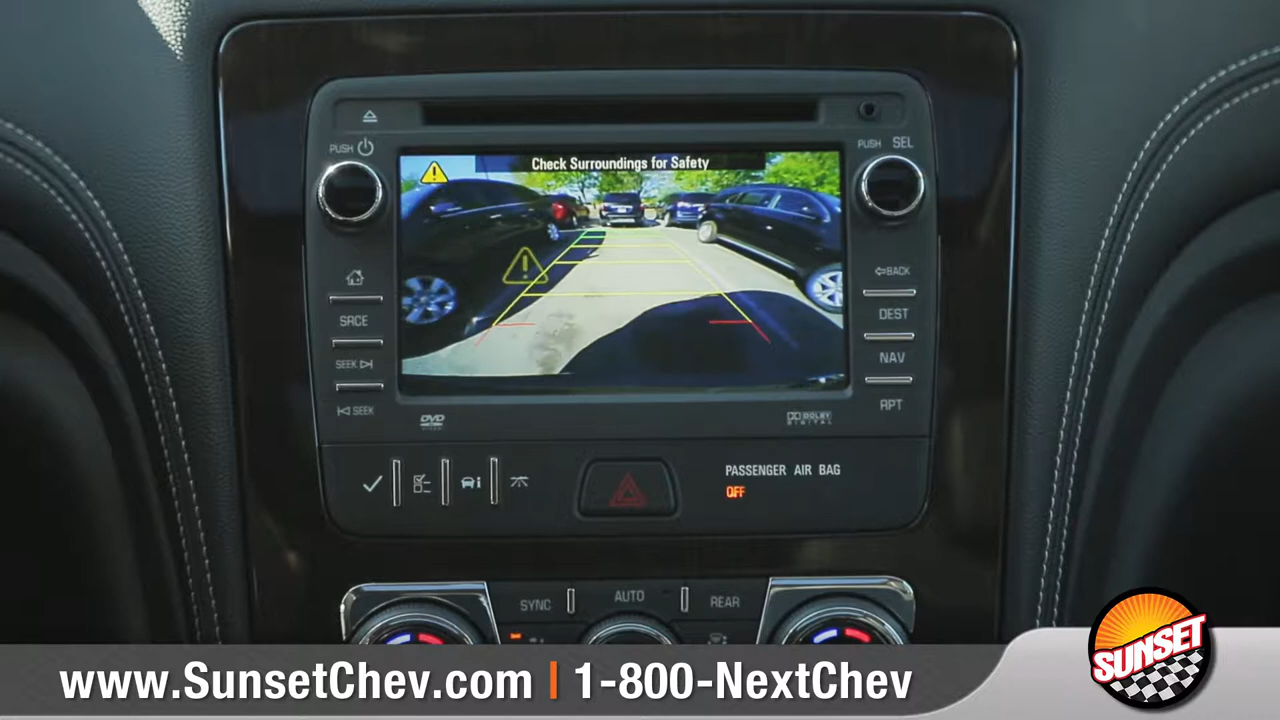 PUSH
PUSH SEL
Check Surroundings for Safety
BACK
SRCE
DEST
SEEK
NAV
SEEK
RPT
DVD
VIDEO
DOLBY
DIGITAL
PASSENGER AIR BAG
OFF
SYNC
AUTO
REAR
www.SunsetChev.com | 1-800-NextChev
SUNSET